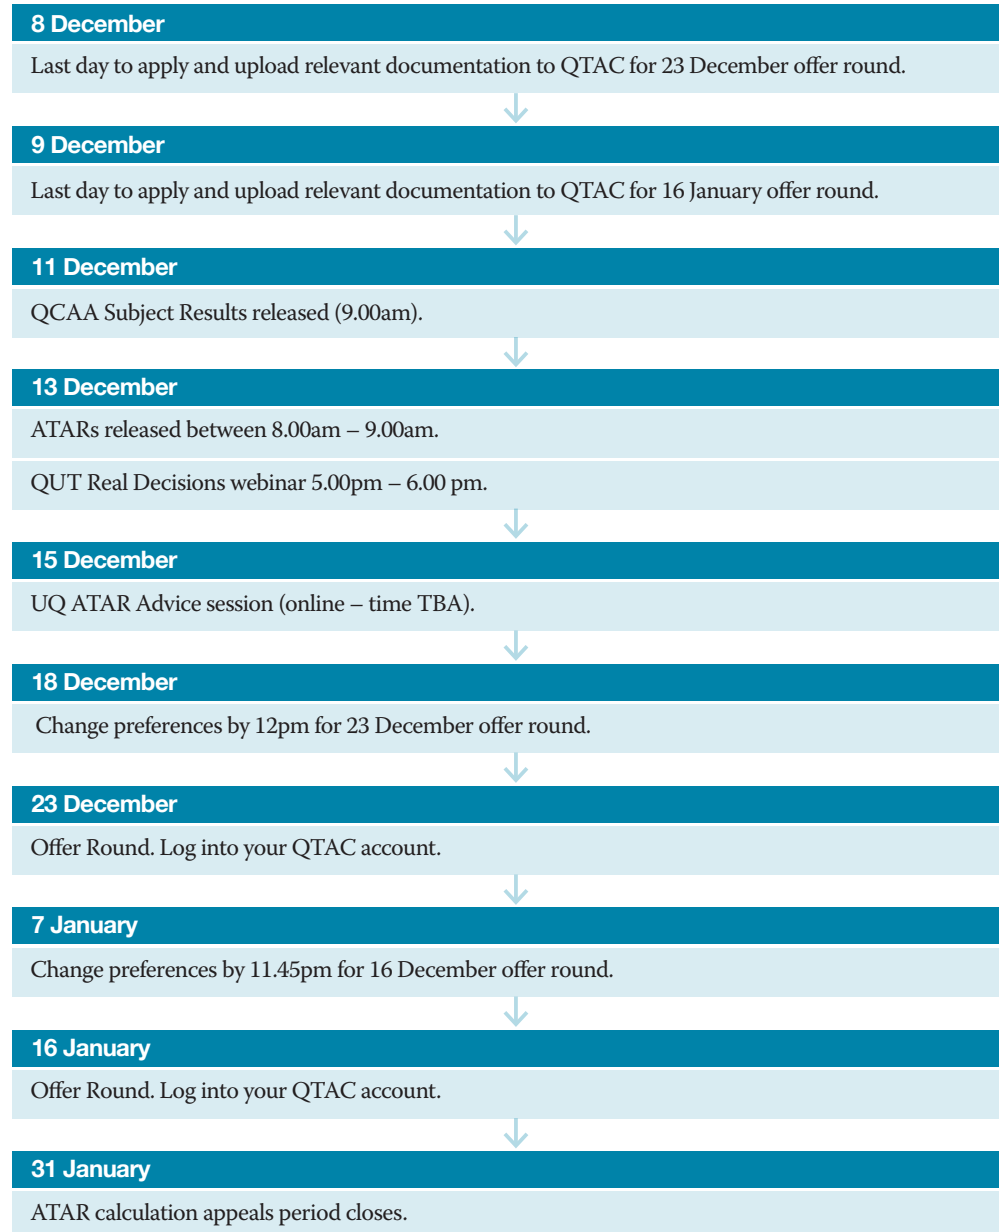 8 December
Last day to apply and upload relevant documentation to QTAC for 23 December offer round.
9 December
Last day to apply and upload relevant documentation to QTAC for 16 January offer round.
11 December
QCAA Subject Results released (9.00am).
13 December
ATARs released between 8.00am – 9.00am.
QUT Real Decisions webinar 5.00pm – 6.00 pm.
15 December
UQ ATAR Advice session (online – time TBA).
18 December
Change preferences by 12pm for 23 December offer round.
23 December
Offer Round. Log into your QTAC account.
7 January
Change preferences by 11.45pm for 16 December offer round.
16 January
Offer Round. Log into your QTAC account.
31 January
ATAR calculation appeals period closes.